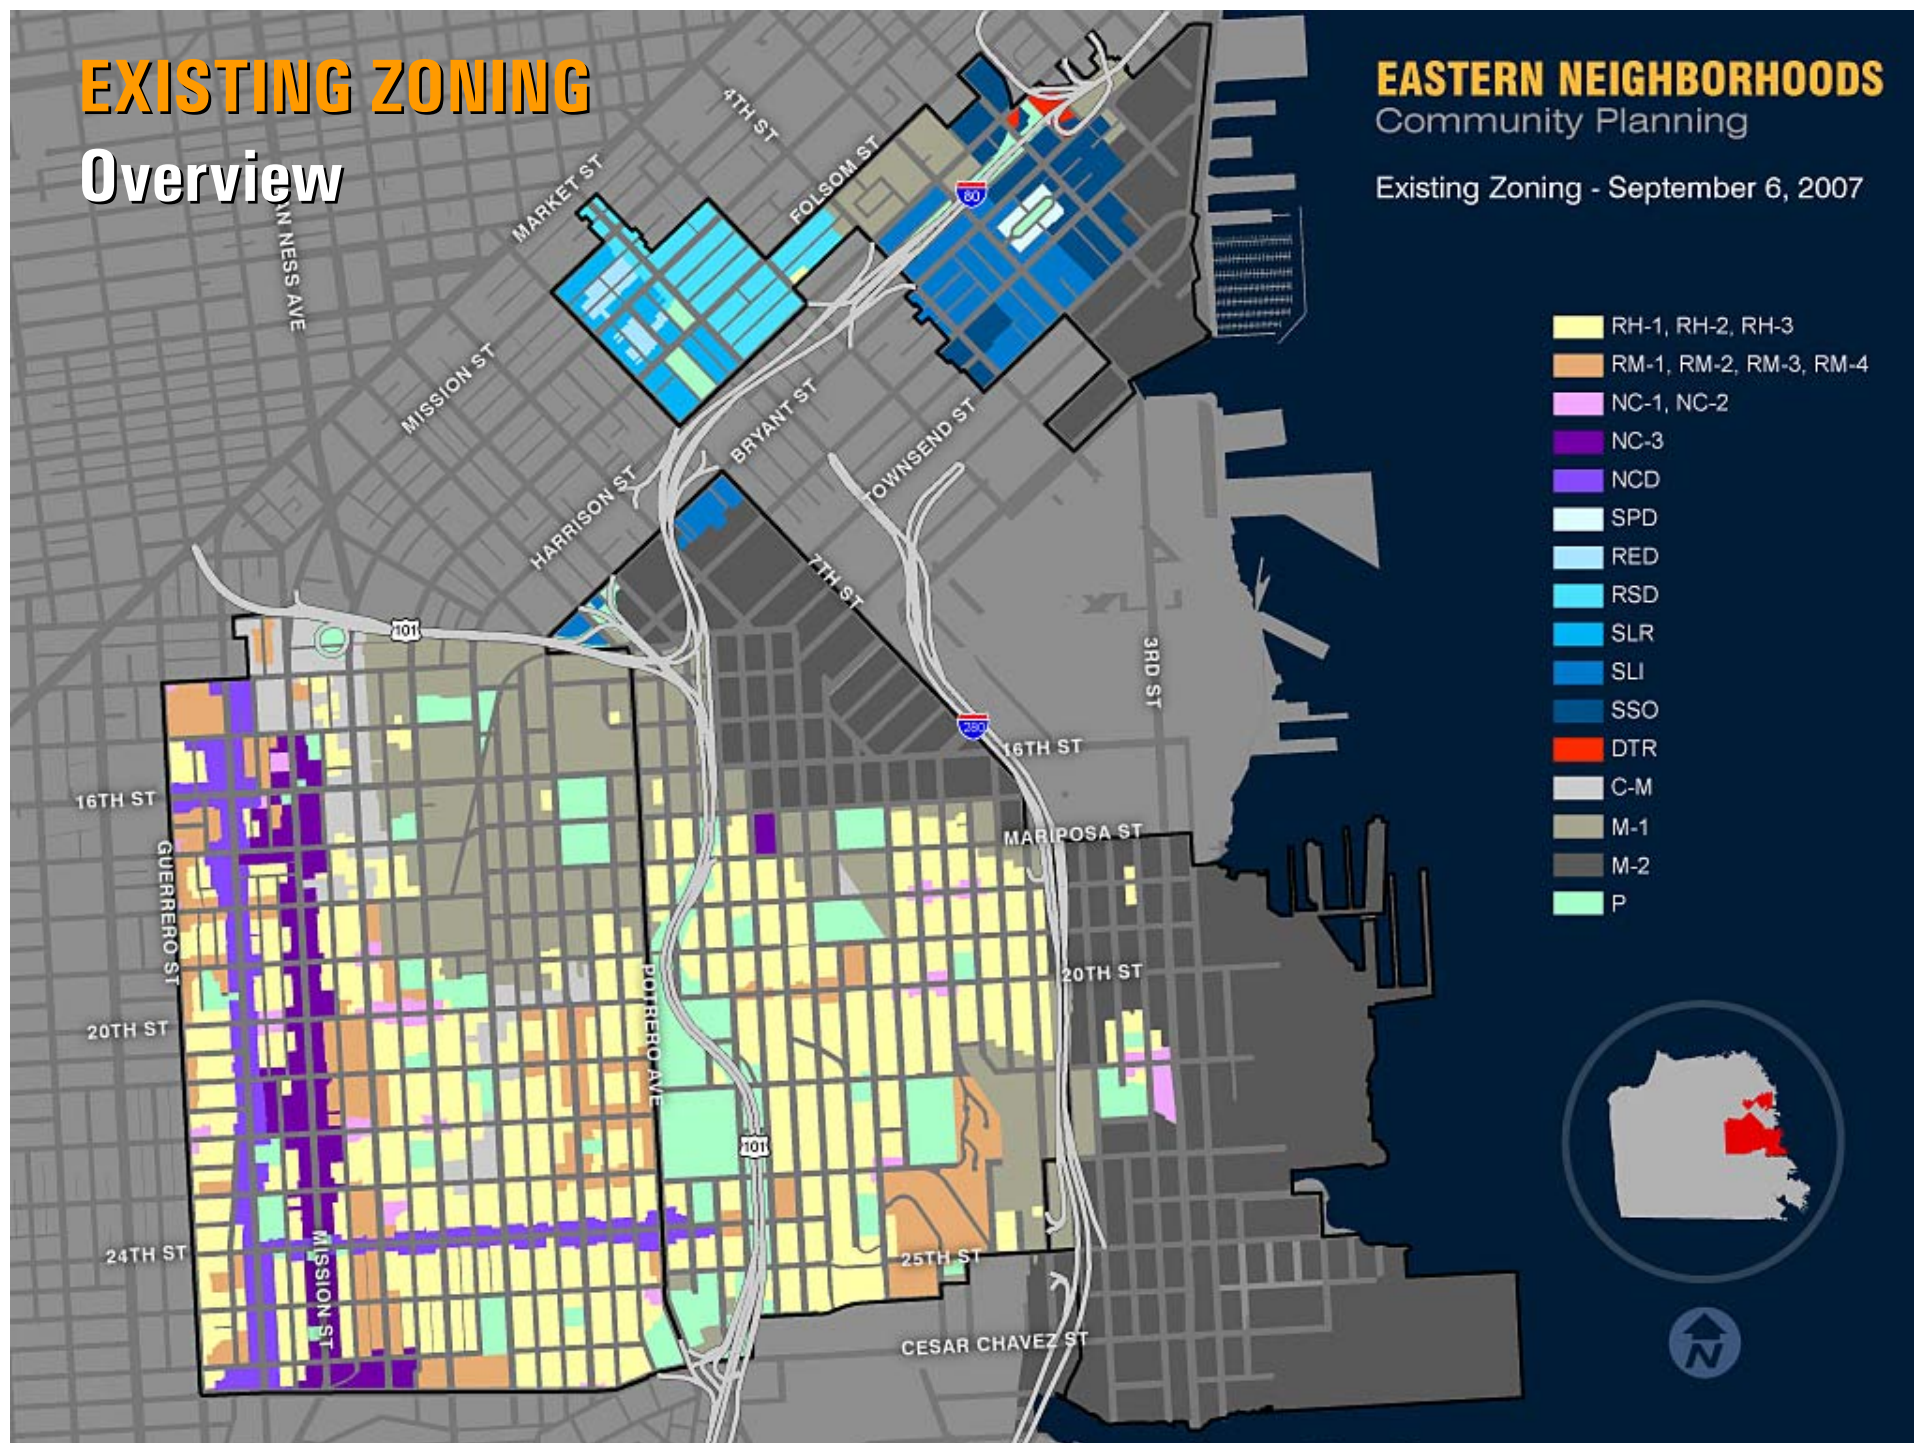 EXISTING ZONING
Overview
EASTERN NEIGHBORHOODS
Community Planning
Existing Zoning - September 6, 2007
4TH ST
FOLSOM ST
MARKET ST
AN NESS AVE
80
MISSION ST
BRYANT ST
TOWNSEND ST
HARRISON ST
7TH ST
101
3RD ST
280
16TH ST
16TH ST
MARIPOSA ST
GUERRERO ST
POTRERO AVE
20TH ST
20TH ST
101
24TH ST
MISSION ST
25TH ST
CESAR CHAVEZ ST
RH-1, RH-2, RH-3
RM-1, RM-2, RM-3, RM-4
NC-1, NC-2
NC-3
NCD
SPD
RED
RSD
SLR
SLI
SSO
DTR
C-M
M-1
M-2
P
N